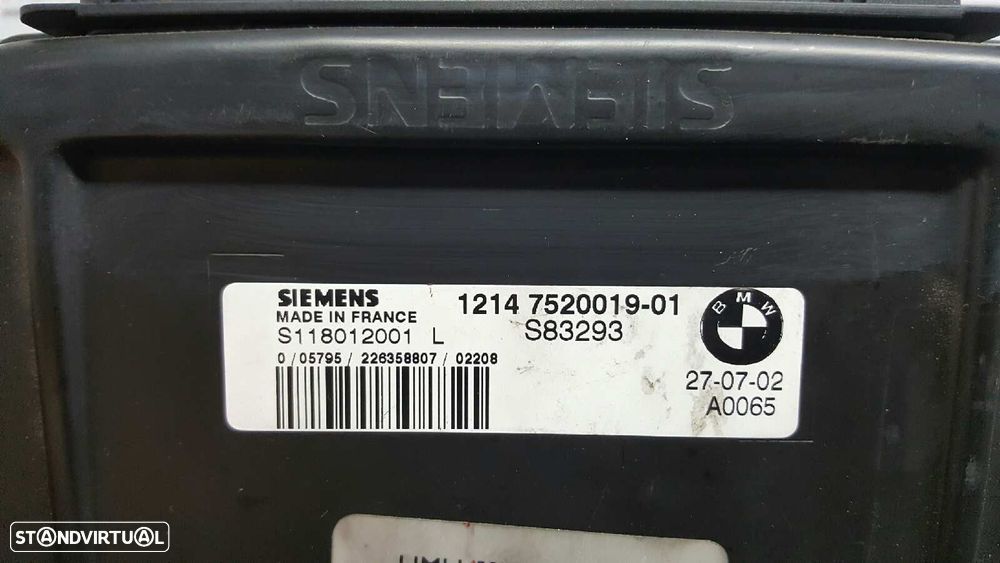 SIEMENS
SIEMENS
MADE IN FRANCE
S118012001 L
0/05795/ 226358807/ 02208
1214 7520019-01
S83293
BMW
27-07-02
A0065
STANDVIRTUAL